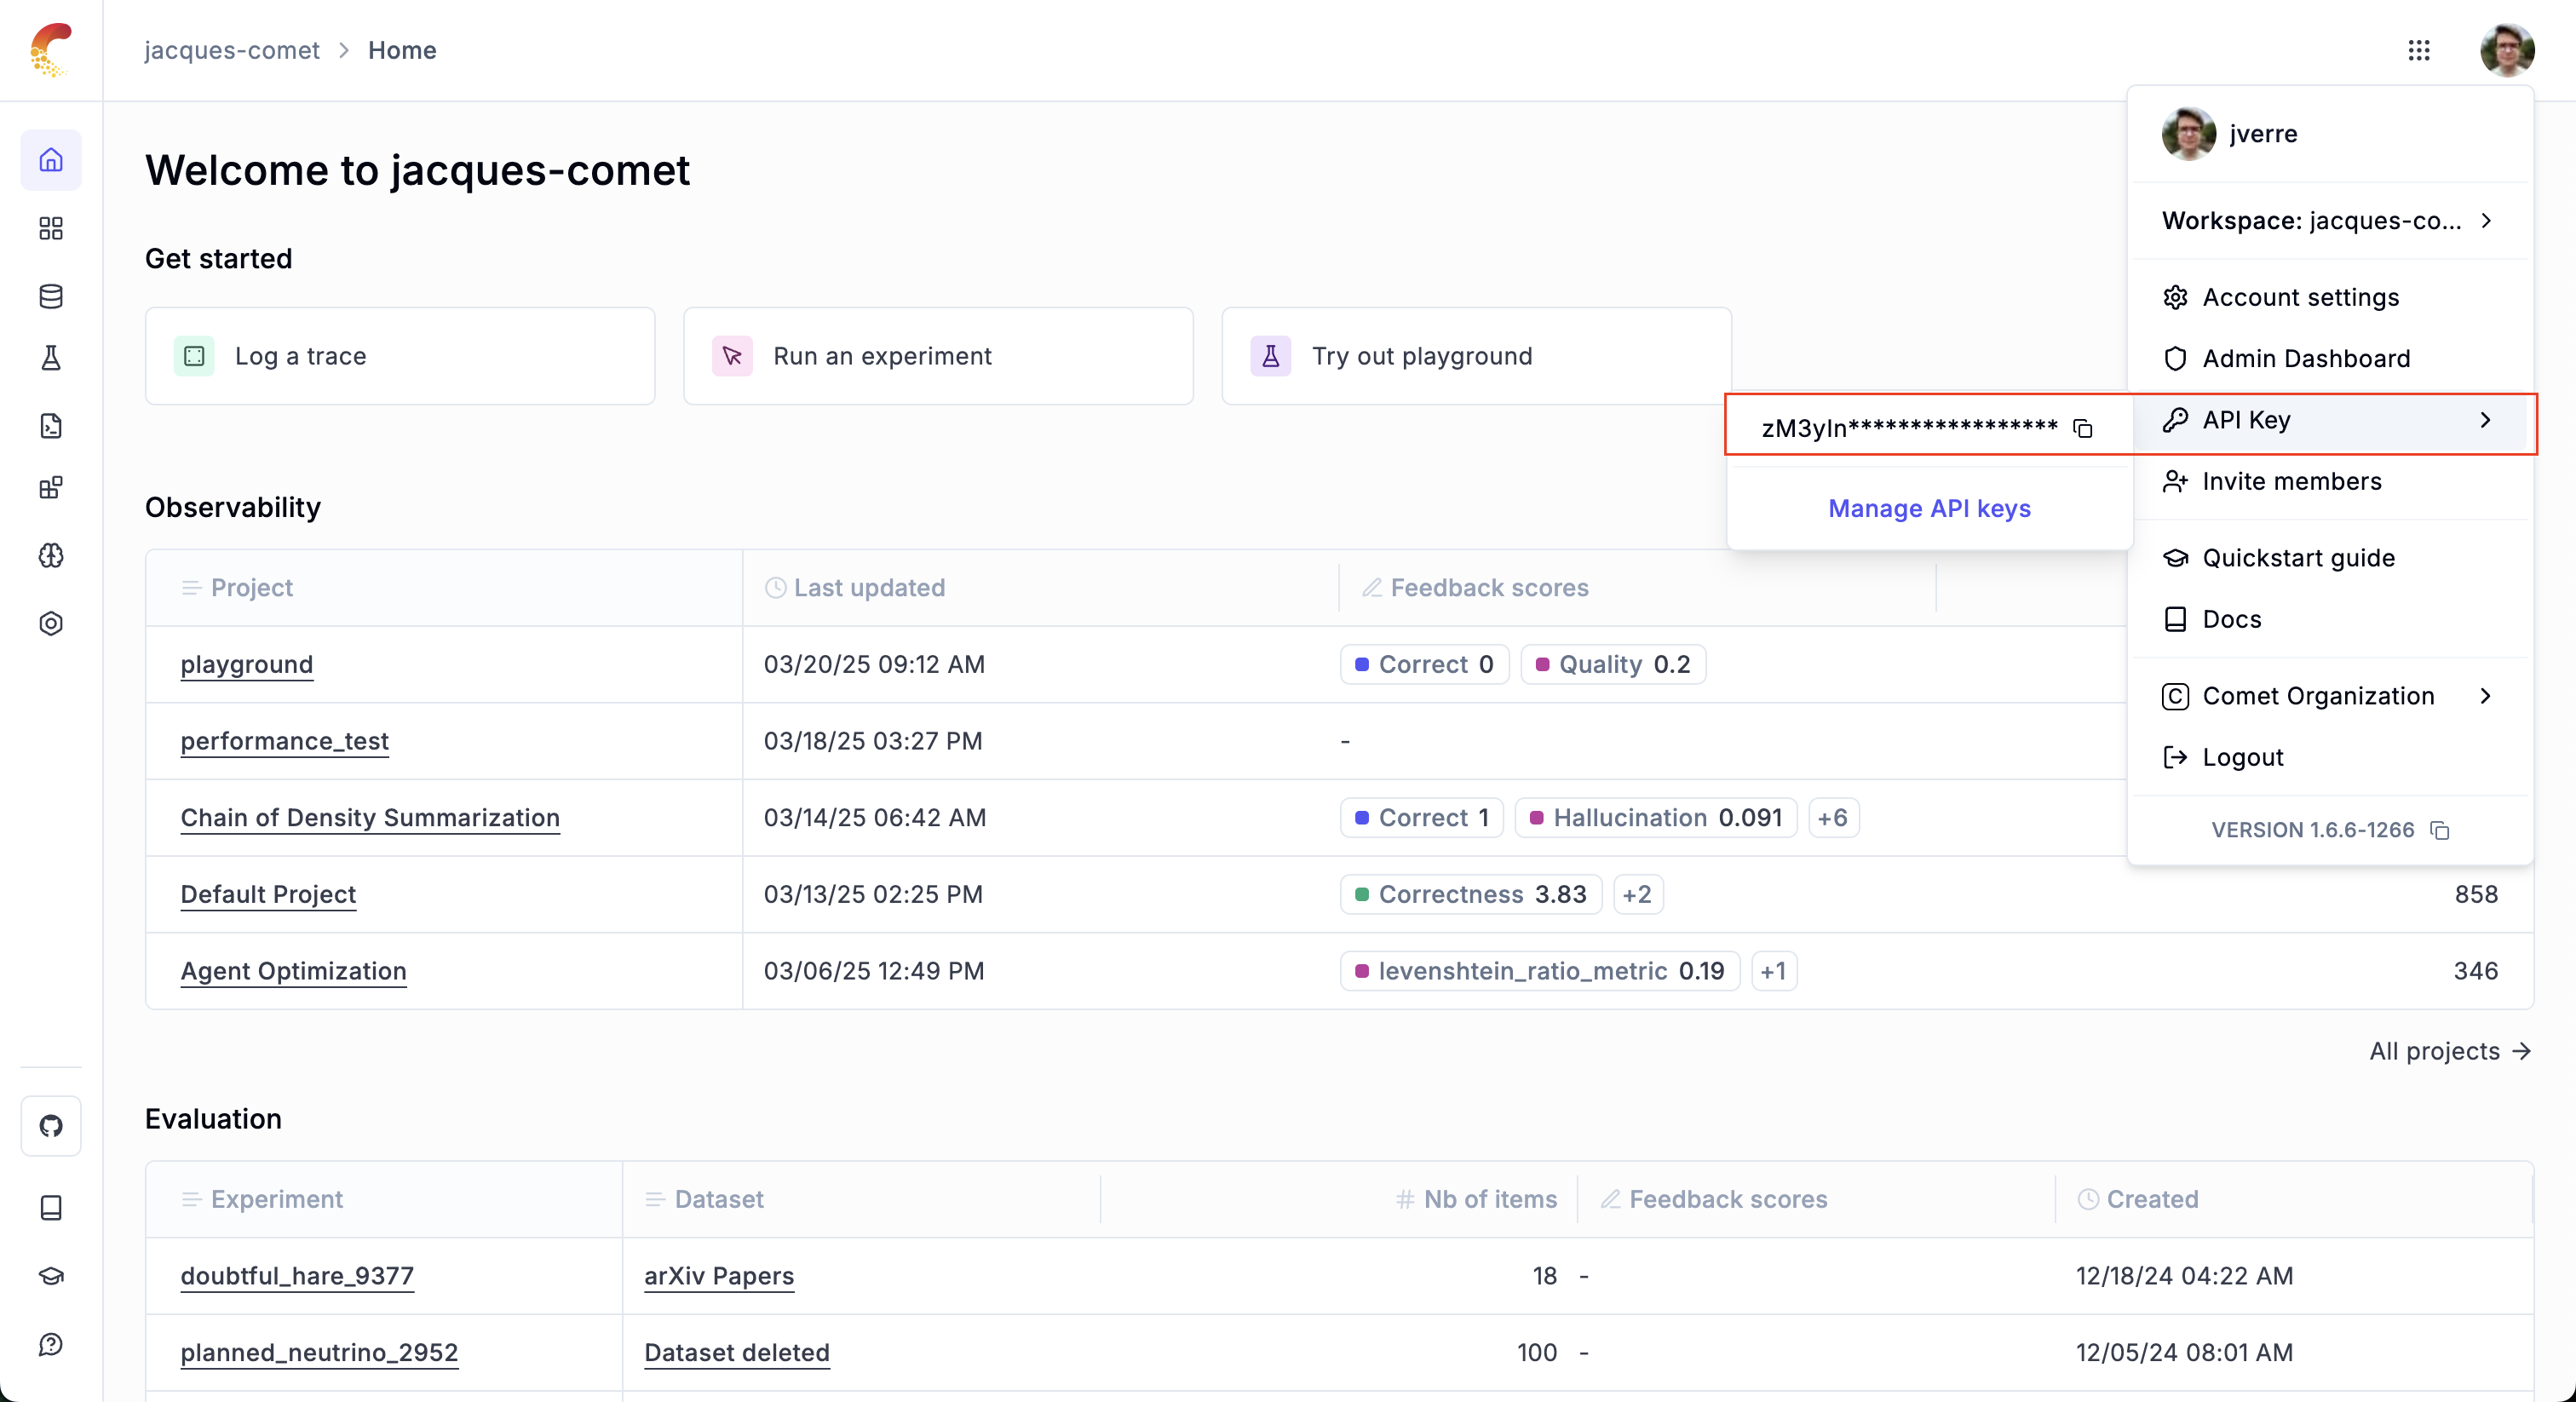 jacques-comet > Home
jverre
Workspace: jacques-co...
Account settings
Admin Dashboard
API Key
zM3yIn*****************
Manage API keys
Invite members
Quickstart guide
Docs
Comet Organization
Logout
VERSION 1.6.6-1266
Welcome to jacques-comet
Get started
Log a trace
Run an experiment
Try out playground
Observability
Project Last updated Feedback scores
playground 03/20/25 09:12 AM Correct 0 Quality 0.2
performance_test 03/18/25 03:27 PM -
Chain of Density Summarization 03/14/25 06:42 AM Correct 1 Hallucination 0.091 +6
Default Project 03/13/25 02:25 PM Correctness 3.83 +2 858
Agent Optimization 03/06/25 12:49 PM levenshtein_ratio_metric 0.19 +1 346
All projects →
Evaluation
Experiment Dataset # Nb of items Feedback scores Created
doubtful_hare_9377 arXiv Papers 18 - 12/18/24 04:22 AM
planned_neutrino_2952 Dataset deleted 100 - 12/05/24 08:01 AM